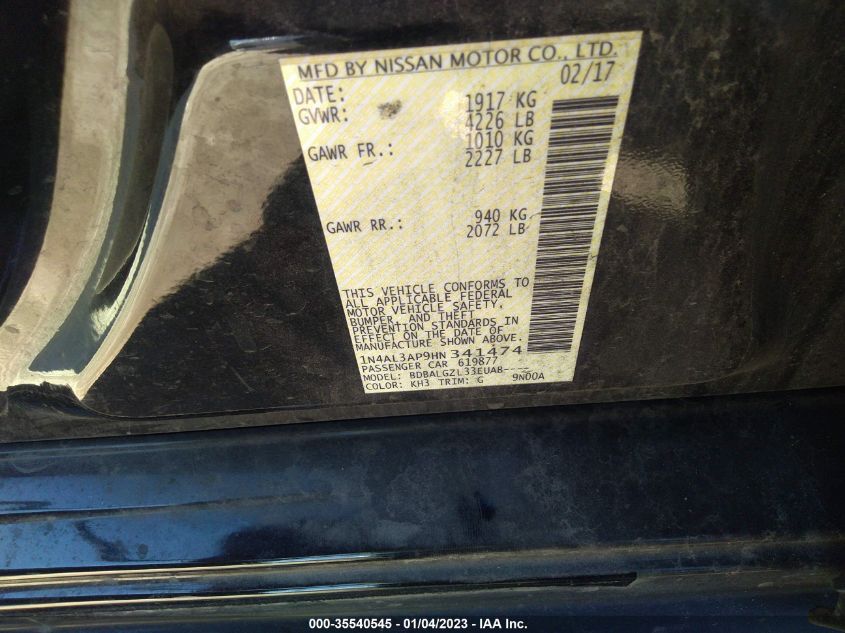 MFD BY NISSAN MOTOR CO., LTD.
DATE: 02/17
GVWR: 1917 KG
4226 LB
GAWR FR.: 1010 KG
2227 LB
GAWR RR.: 940 KG
2072 LB
THIS VEHICLE CONFORMS TO
ALL APPLICABLE FEDERAL
MOTOR VEHICLE SAFETY,
BUMPER, AND THEFT
PREVENTION STANDARDS IN
EFFECT ON THE DATE OF
MANUFACTURE.
1N4AL3AP9HN 341474
PASSENGER CAR 619877
MODEL: BDBALGZL33EUA8----
COLOR: KH3 TRIM: G 9N00A
000-35540545 - 01/04/2023 - © IAA Inc.